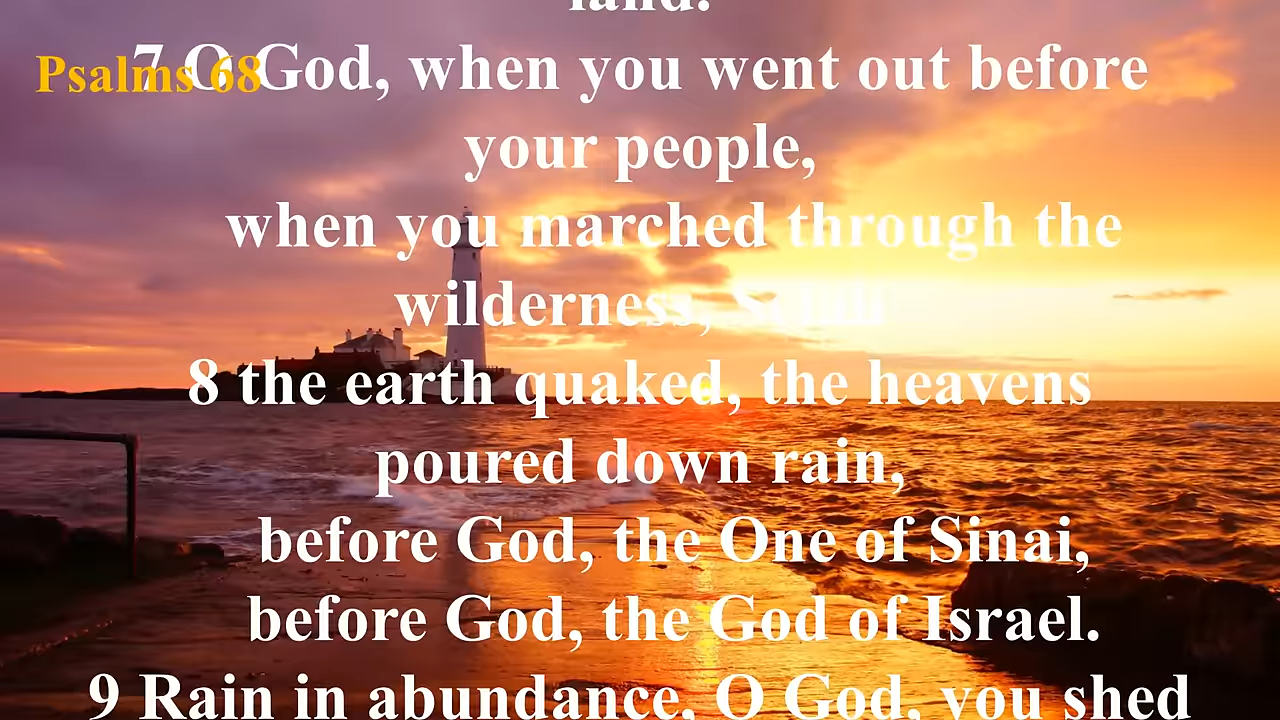 land.
Psalms 68
7 O God, when you went out before
your people,
when you marched through the
wilderness, Selah
8 the earth quaked, the heavens
poured down rain,
before God, the One of Sinai,
before God, the God of Israel.
9 Rain in abundance, O God, you shed